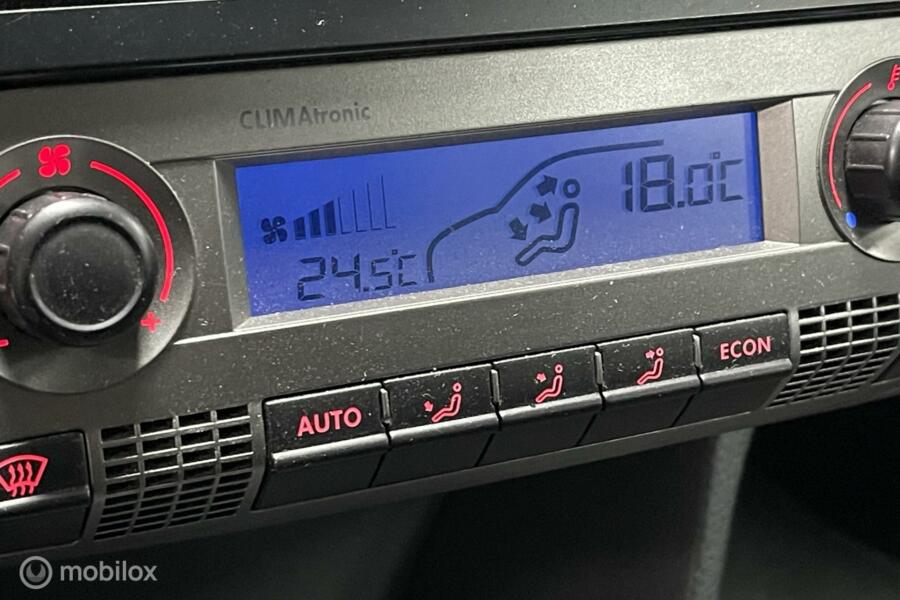 CLIMAtronic
18.0°C
24.5°C
AUTO
ECON
mobilox